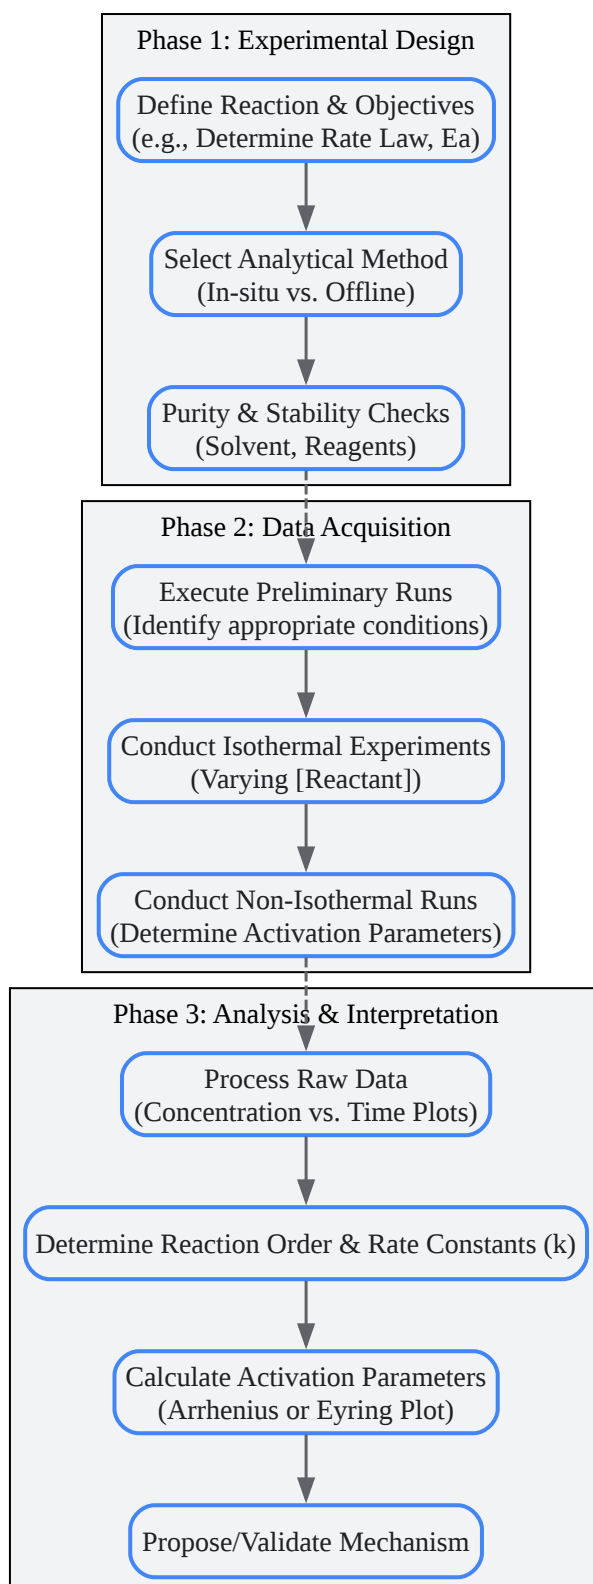 Phase 1: Experimental Design
Define Reaction & Objectives
(e.g., Determine Rate Law, Ea)
Select Analytical Method
(In-situ vs. Offline)
Purity & Stability Checks
(Solvent, Reagents)
Phase 2: Data Acquisition
Execute Preliminary Runs
(Identify appropriate conditions)
Conduct Isothermal Experiments
(Varying [Reactant])
Conduct Non-Isothermal Runs
(Determine Activation Parameters)
Phase 3: Analysis & Interpretation
Process Raw Data
(Concentration vs. Time Plots)
Determine Reaction Order & Rate Constants (k)
Calculate Activation Parameters
(Arrhenius or Eyring Plot)
Propose/Validate Mechanism